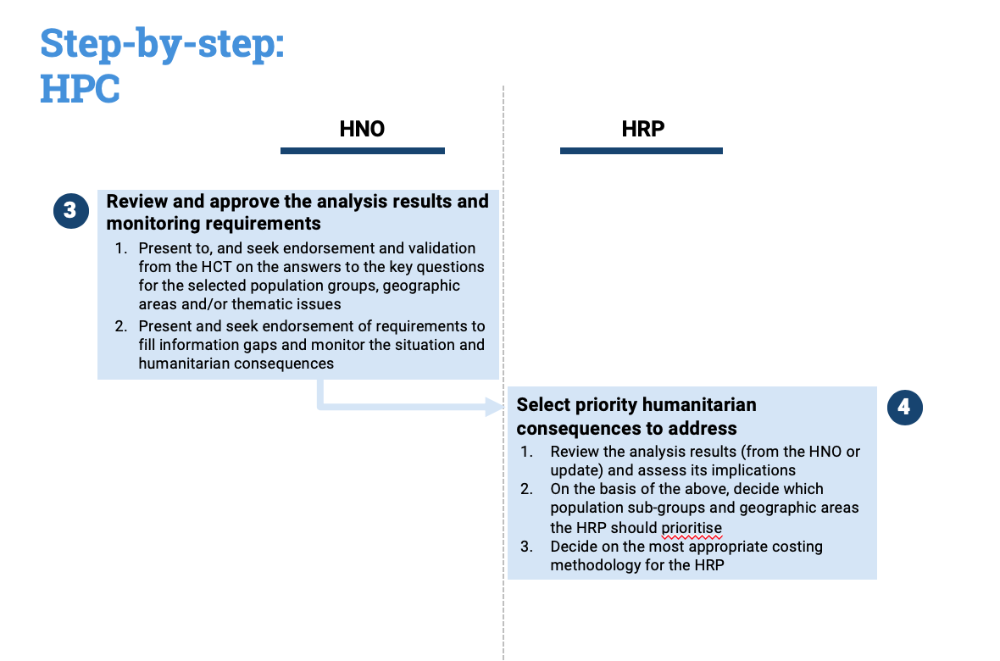 Step-by-step:
HPC
HNO
HRP
3
Review and approve the analysis results and
monitoring requirements
1. Present to, and seek endorsement and validation
from the HCT on the answers to the key questions
for the selected population groups, geographic
areas and/or thematic issues
2. Present and seek endorsement of requirements to
fill information gaps and monitor the situation and
humanitarian consequences
4
Select priority humanitarian
consequences to address
1. Review the analysis results (from the HNO or
update) and assess its implications
2. On the basis of the above, decide which
population sub-groups and geographic areas
the HRP should prioritise
3. Decide on the most appropriate costing
methodology for the HRP